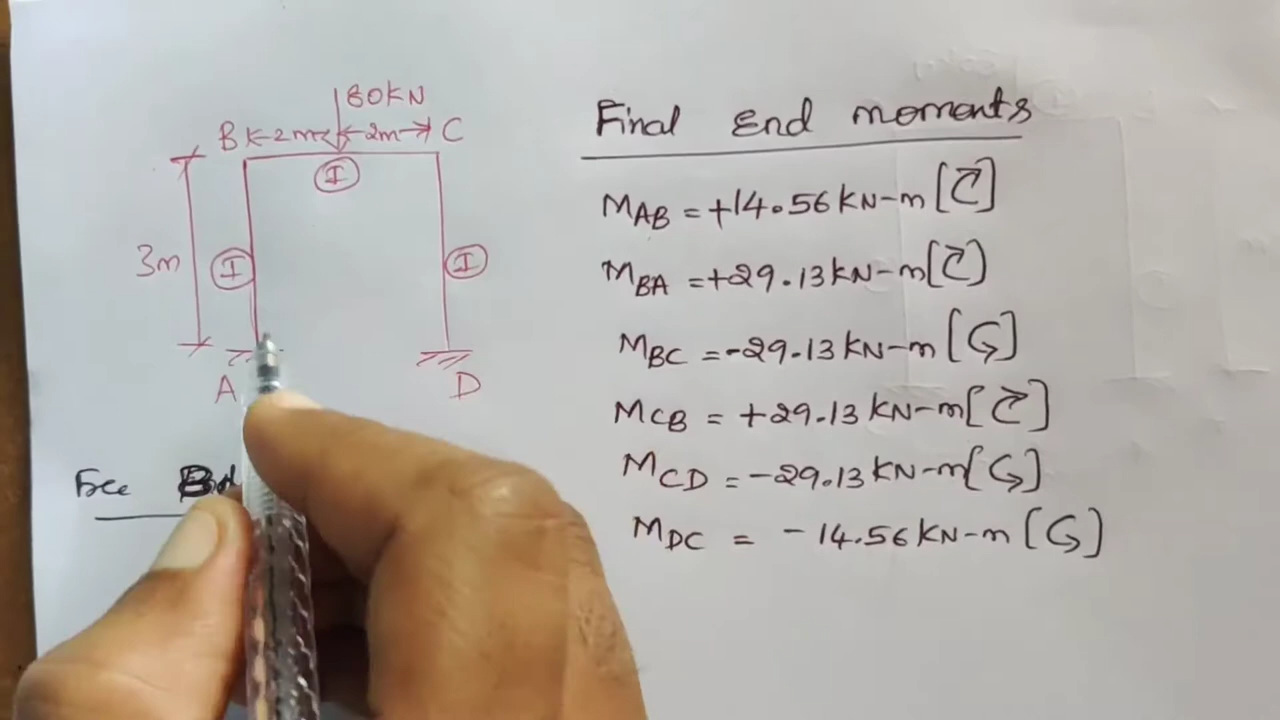 80KN
B 2m 2m C
I
3m I I
A D
Free
Final End moments
MAB = +14.56 KN-m [↻]
MBA = +29.13 KN-m [↻]
MBC = -29.13 KN-m [↺]
MCB = +29.13 KN-m [↻]
MCD = -29.13 KN-m [↺]
MDC = -14.56 KN-m [↺]